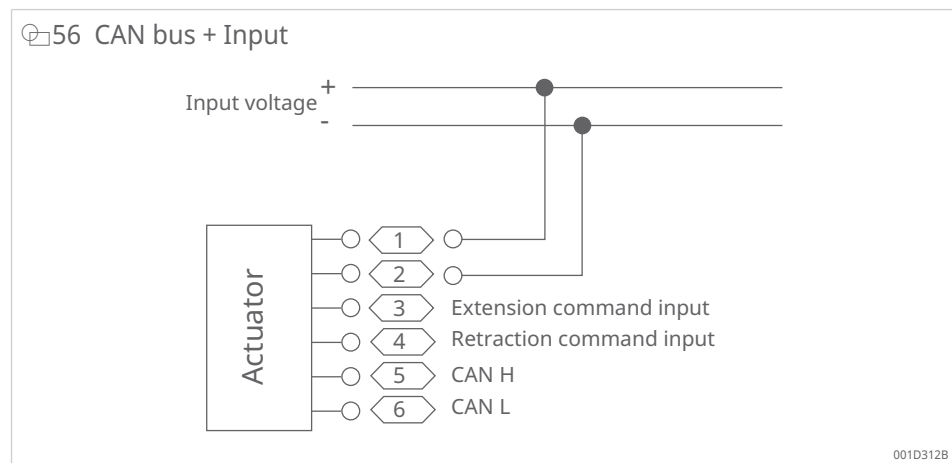 56 CAN bus + Input
+
Input voltage
-
1
2
3 Extension command input
4 Retraction command input
5 CAN H
6 CAN L
Actuator
001D312B